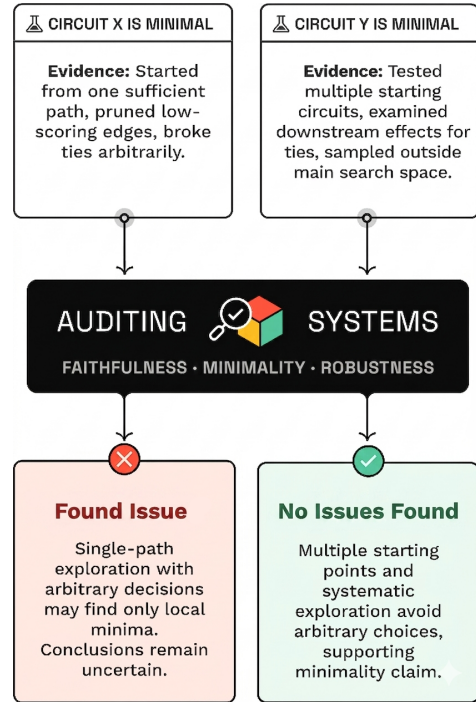 CIRCUIT X IS MINIMAL
Evidence: Started
from one sufficient
path, pruned low-
scoring edges, broke
ties arbitrarily.
CIRCUIT Y IS MINIMAL
Evidence: Tested
multiple starting
circuits, examined
downstream effects for
ties, sampled outside
main search space.
AUDITING SYSTEMS
FAITHFULNESS · MINIMALITY · ROBUSTNESS
Found Issue
Single-path
exploration with
arbitrary decisions
may find only local
minima.
Conclusions remain
uncertain.
No Issues Found
Multiple starting
points and
systematic
exploration avoid
arbitrary choices,
supporting
minimality claim.